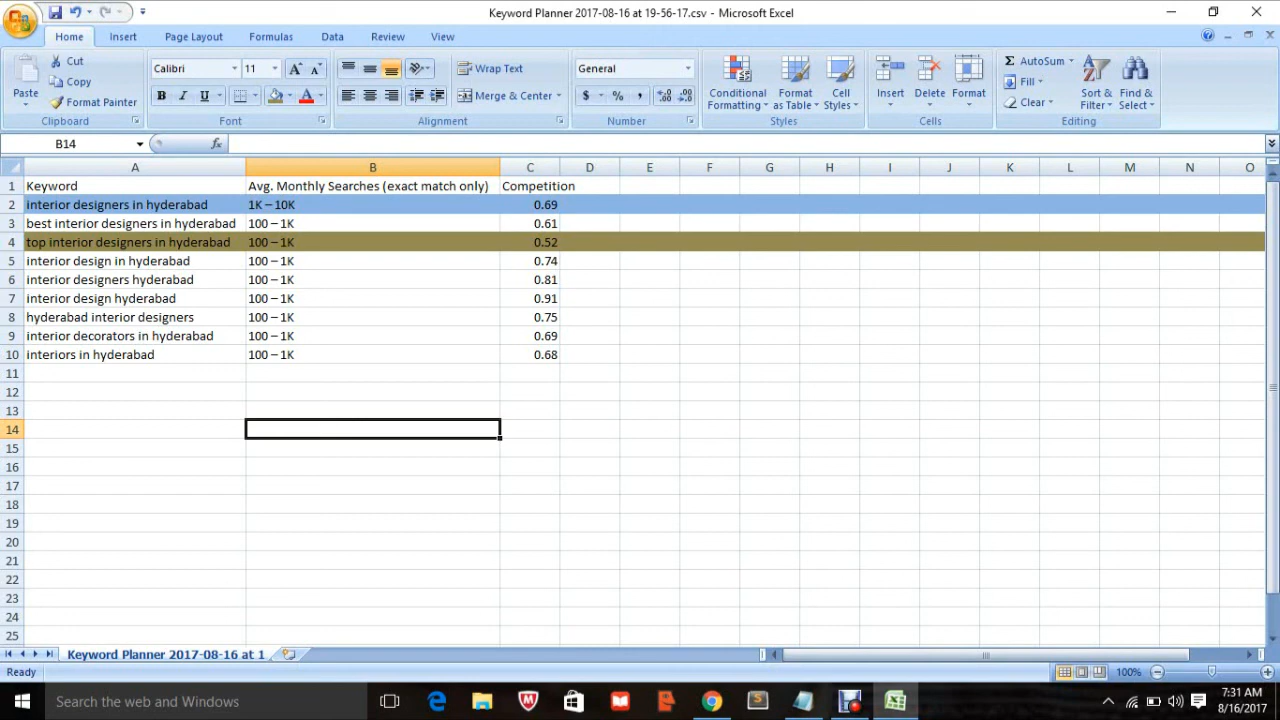 Keyword Planner 2017-08-16 at 19-56-17.csv - Microsoft Excel
Home Insert Page Layout Formulas Data Review View
Paste Cut Copy Format Painter Clipboard
Calibri 11 B I U Font
Wrap Text Merge & Center Alignment
General $ % , Number
Conditional Formatting Format as Table Cell Styles Styles
Insert Delete Format Cells
Σ AutoSum Fill Clear Sort & Filter Find & Select Editing
B14 fx
A B C D E F G H I J K L M N O
1 Keyword Avg. Monthly Searches (exact match only) Competition
2 interior designers in hyderabad 1K – 10K 0.69
3 best interior designers in hyderabad 100 – 1K 0.61
4 top interior designers in hyderabad 100 – 1K 0.52
5 interior design in hyderabad 100 – 1K 0.74
6 interior designers hyderabad 100 – 1K 0.81
7 interior design hyderabad 100 – 1K 0.91
8 hyderabad interior designers 100 – 1K 0.75
9 interior decorators in hyderabad 100 – 1K 0.69
10 interiors in hyderabad 100 – 1K 0.68
11
12
13
14
15
16
17
18
19
20
21
22
23
24
25
Keyword Planner 2017-08-16 at 1
Ready 100%
Search the web and Windows
7:31 AM
8/16/2017